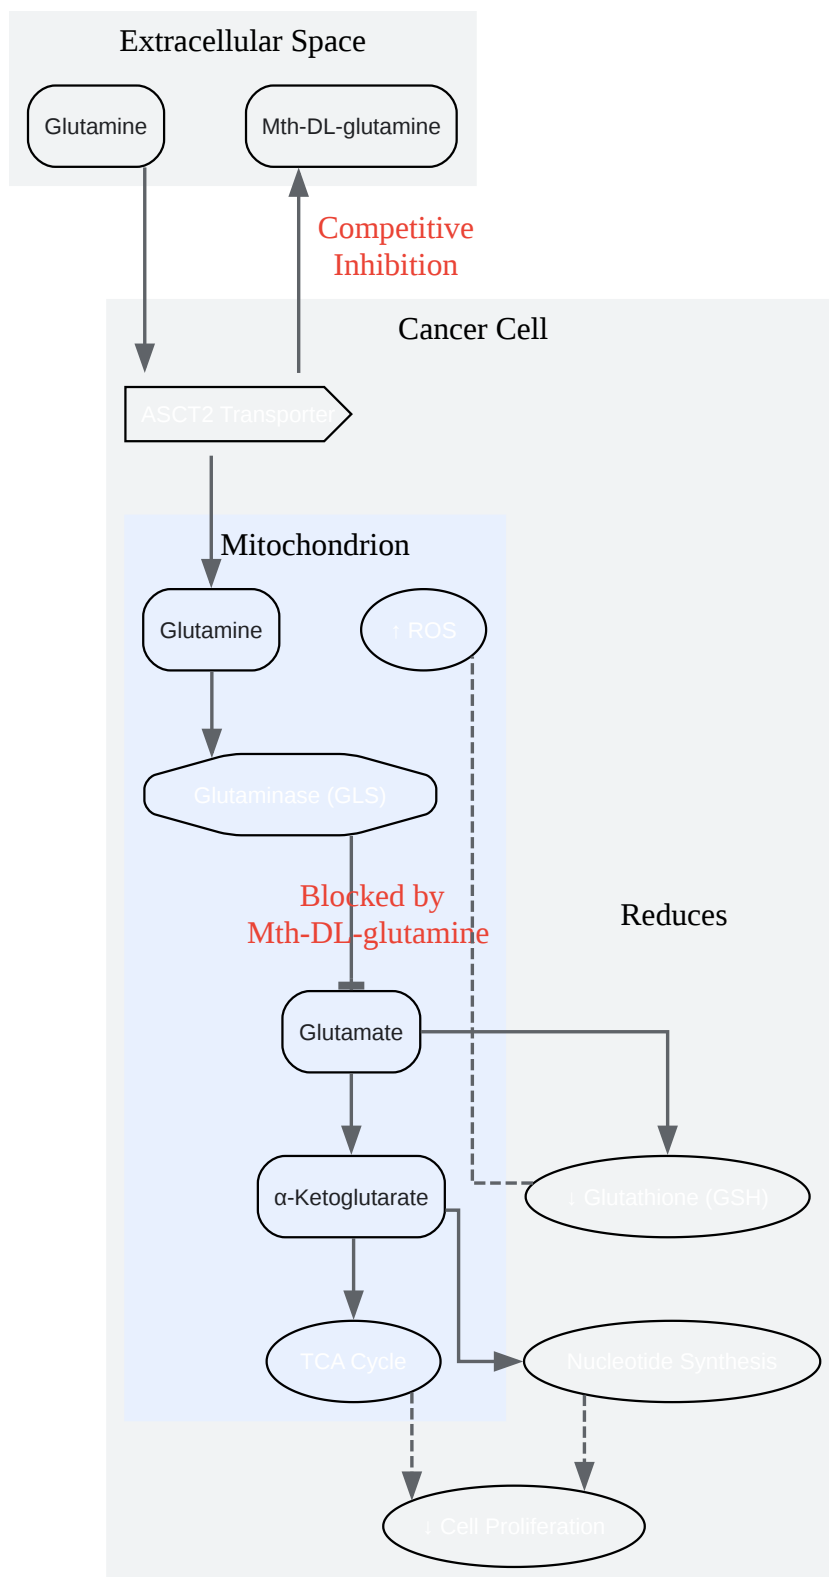 Extracellular Space
Glutamine
Mth-DL-glutamine
Competitive
Inhibition
Cancer Cell
ASCT2 Transporter
Mitochondrion
Glutamine
↑ ROS
Glutaminase (GLS)
Blocked by
Mth-DL-glutamine
Reduces
Glutamate
α-Ketoglutarate
↓ Glutathione (GSH)
TCA Cycle
Nucleotide Synthesis
↓ Cell Proliferation